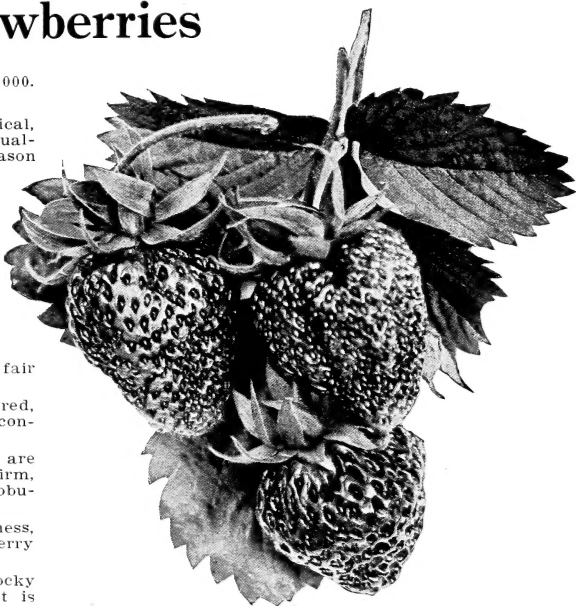 wberries
000.
ical,
ual-
ason
fair
red,
con-
are
irm,
obu-
ness,
erry
ocky
t is